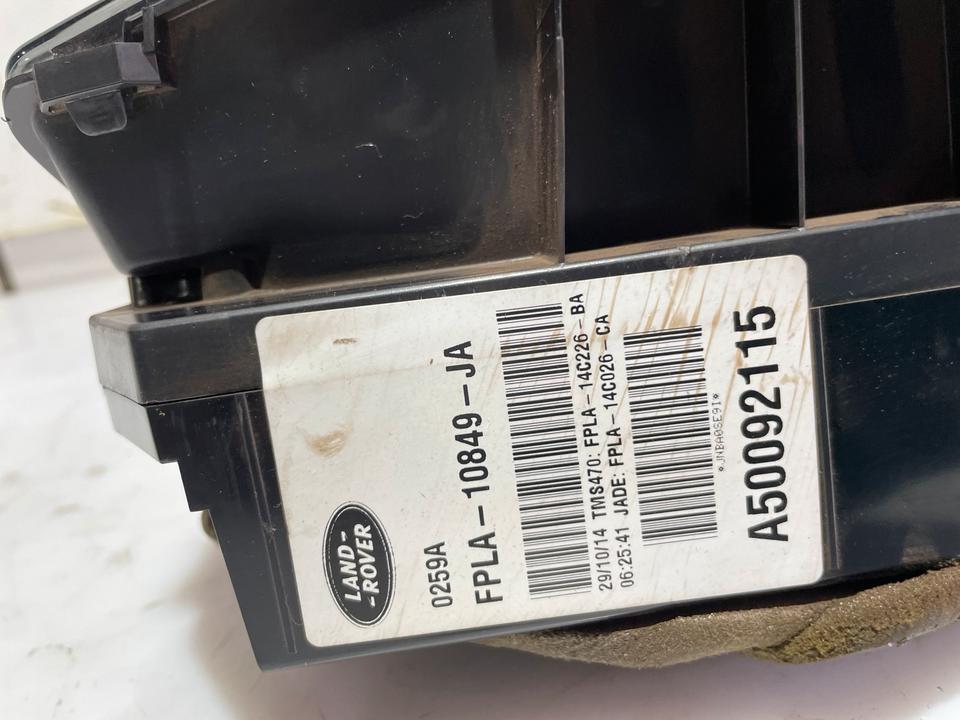 LAND-
-ROVER
0259A
FPLA-10849-JA
29/10/14 TMS470: FPLA-14C226-BA
06:25:41 JADE: FPLA-14C026-CA
*JNBA0SE9I*
A50092115